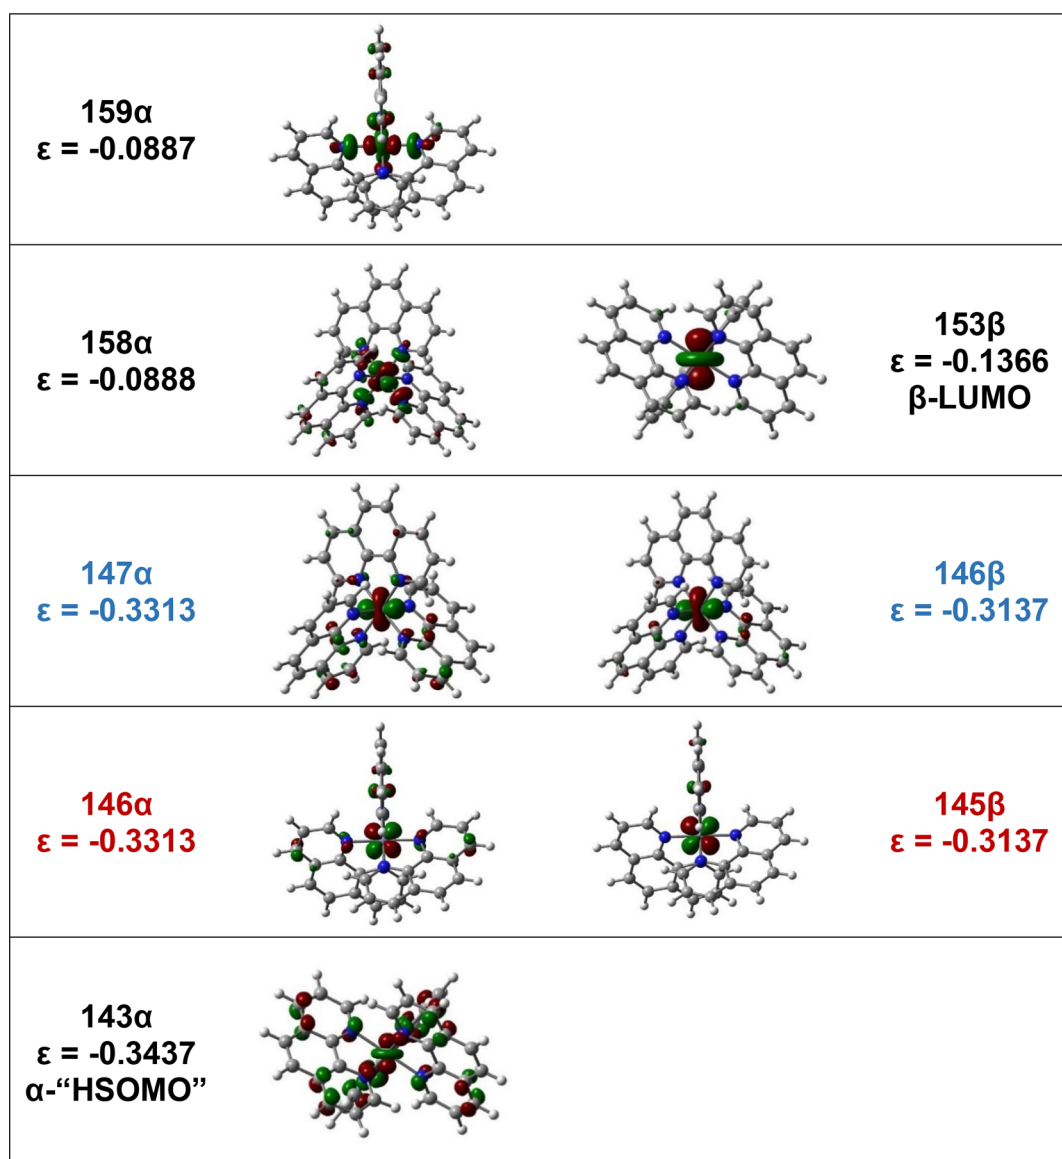 159α
ε = -0.0887
158α
ε = -0.0888
153β
ε = -0.1366
β-LUMO
147α
ε = -0.3313
146β
ε = -0.3137
146α
ε = -0.3313
145β
ε = -0.3137
143α
ε = -0.3437
α-“HSOMO”